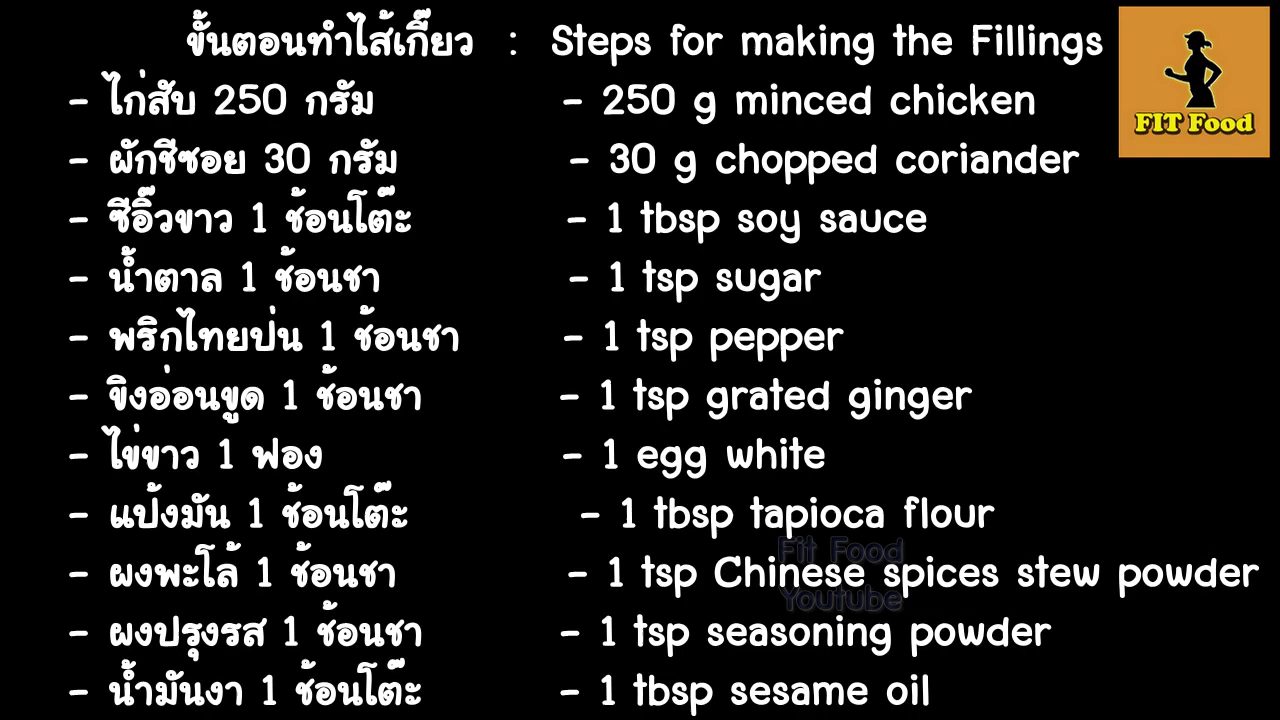 ขั้นตอนทำไส้เกี๊ยว : Steps for making the Fillings
- ไก่สับ 250 กรัม - 250 g minced chicken
- ผักชีซอย 30 กรัม - 30 g chopped coriander
- ซีอิ๊วขาว 1 ช้อนโต๊ะ - 1 tbsp soy sauce
- น้ำตาล 1 ช้อนชา - 1 tsp sugar
- พริกไทยป่น 1 ช้อนชา - 1 tsp pepper
- ขิงอ่อนขูด 1 ช้อนชา - 1 tsp grated ginger
- ไข่ขาว 1 ฟอง - 1 egg white
- แป้งมัน 1 ช้อนโต๊ะ - 1 tbsp tapioca flour
- ผงพะโล้ 1 ช้อนชา - 1 tsp Chinese spices stew powder
- ผงปรุงรส 1 ช้อนชา - 1 tsp seasoning powder
- น้ำมันงา 1 ช้อนโต๊ะ - 1 tbsp sesame oil
FIT Food
Fit Food
Youtube